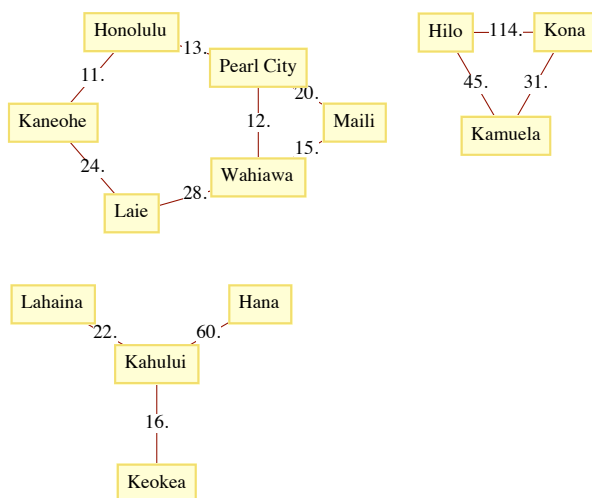 Honolulu
13.
Pearl City
11.
20.
Kaneohe
12.
Maili
15.
24.
Wahiawa
28.
Laie
Hilo
114.
Kona
45.
31.
Kamuela
Lahaina
Hana
22.
60.
Kahului
16.
Keokea